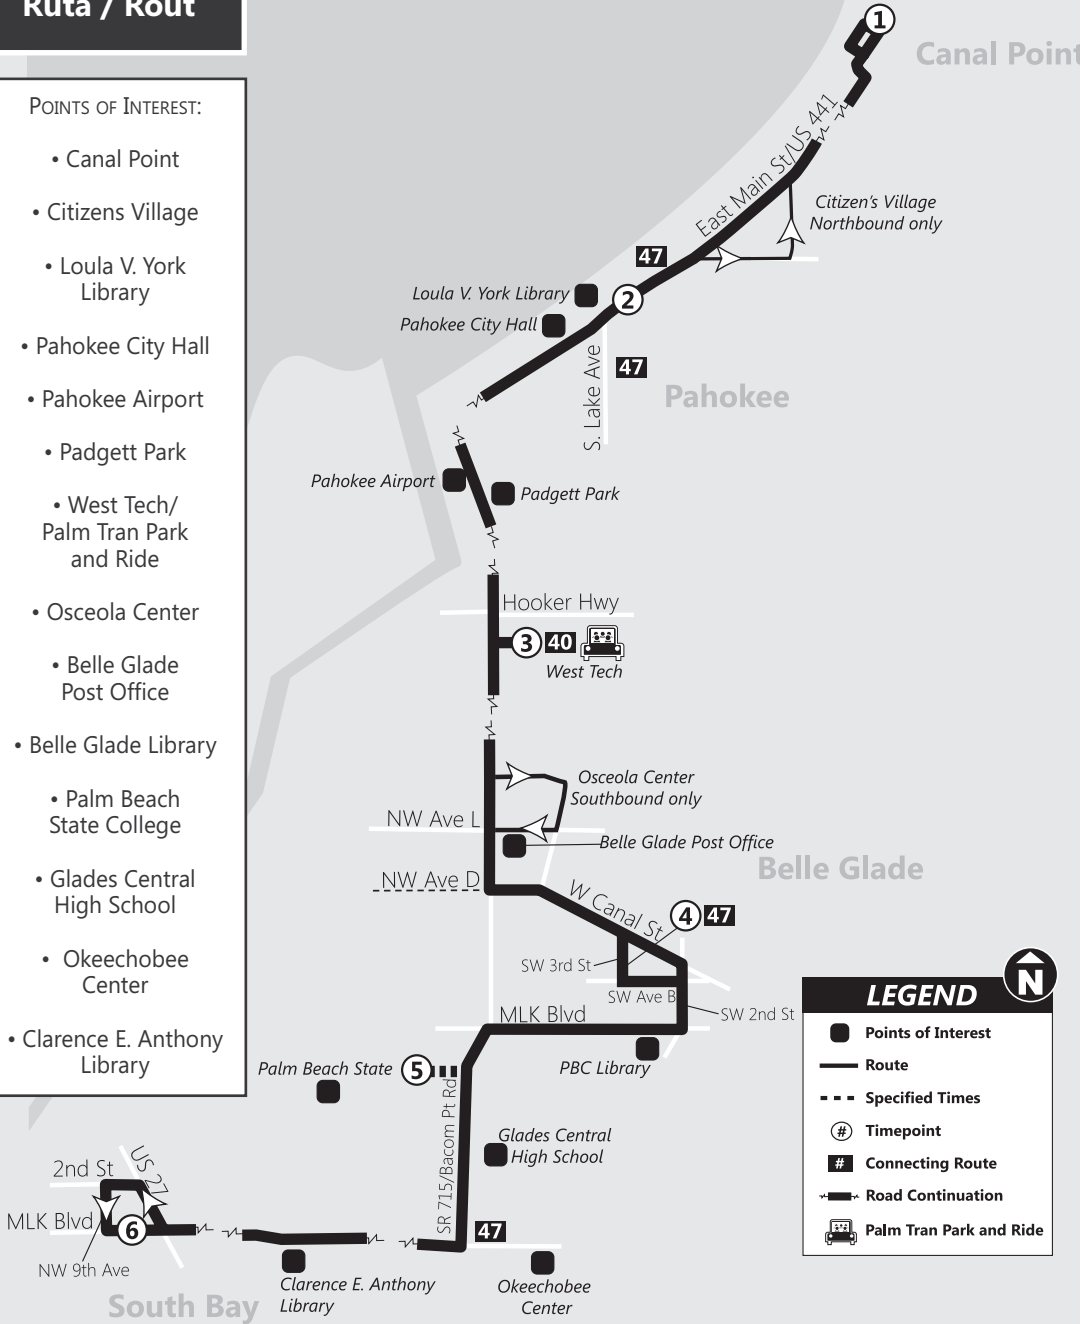 Ruta / Rout
POINTS OF INTEREST:
• Canal Point
• Citizens Village
• Loula V. York
Library
• Pahokee City Hall
• Pahokee Airport
• Padgett Park
• West Tech/
Palm Tran Park
and Ride
• Osceola Center
• Belle Glade
Post Office
• Belle Glade Library
• Palm Beach
State College
• Glades Central
High School
• Okeechobee
Center
• Clarence E. Anthony
Library
1
Canal Point
East Main St/US 441
Citizen's Village
Northbound only
47
Loula V. York Library
2
Pahokee City Hall
S. Lake Ave
47
Pahokee
Pahokee Airport
Padgett Park
Hooker Hwy
3 40
West Tech
Osceola Center
Southbound only
NW Ave L
Belle Glade Post Office
Belle Glade
NW Ave D
W Canal St
4 47
SW 3rd St
SW Ave B
SW 2nd St
MLK Blvd
PBC Library
Palm Beach State 5
SR 715/Bacom Pt Rd
Glades Central
High School
2nd St
US 27
MLK Blvd 6
NW 9th Ave
47
Clarence E. Anthony
Library
Okeechobee
Center
South Bay
N
LEGEND
Points of Interest
Route
Specified Times
# Timepoint
# Connecting Route
Road Continuation
Palm Tran Park and Ride